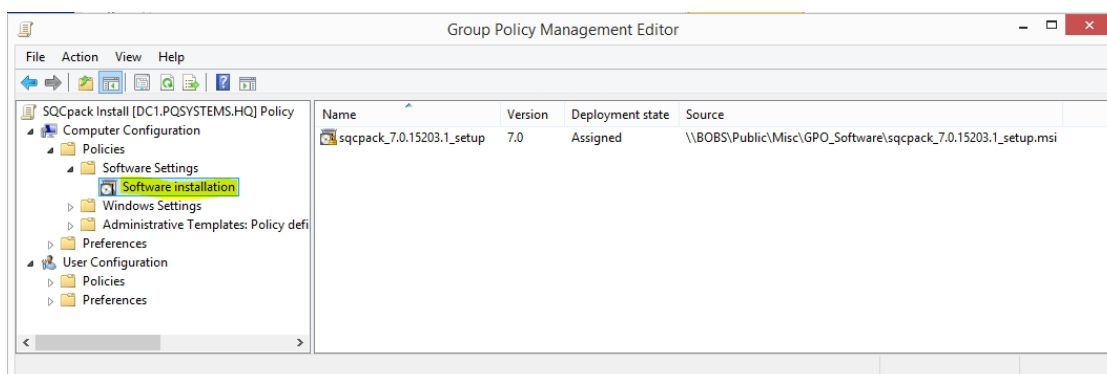 Group Policy Management Editor
File Action View Help
SQCpack Install [DC1.PQSYSTEMS.HQ] Policy
Computer Configuration
Policies
Software Settings
Software installation
Windows Settings
Administrative Templates: Policy defi
Preferences
User Configuration
Policies
Preferences
Name Version Deployment state Source
sqcpack_7.0.15203.1_setup 7.0 Assigned \\BOBS\Public\Misc\GPO_Software\sqcpack_7.0.15203.1_setup.msi